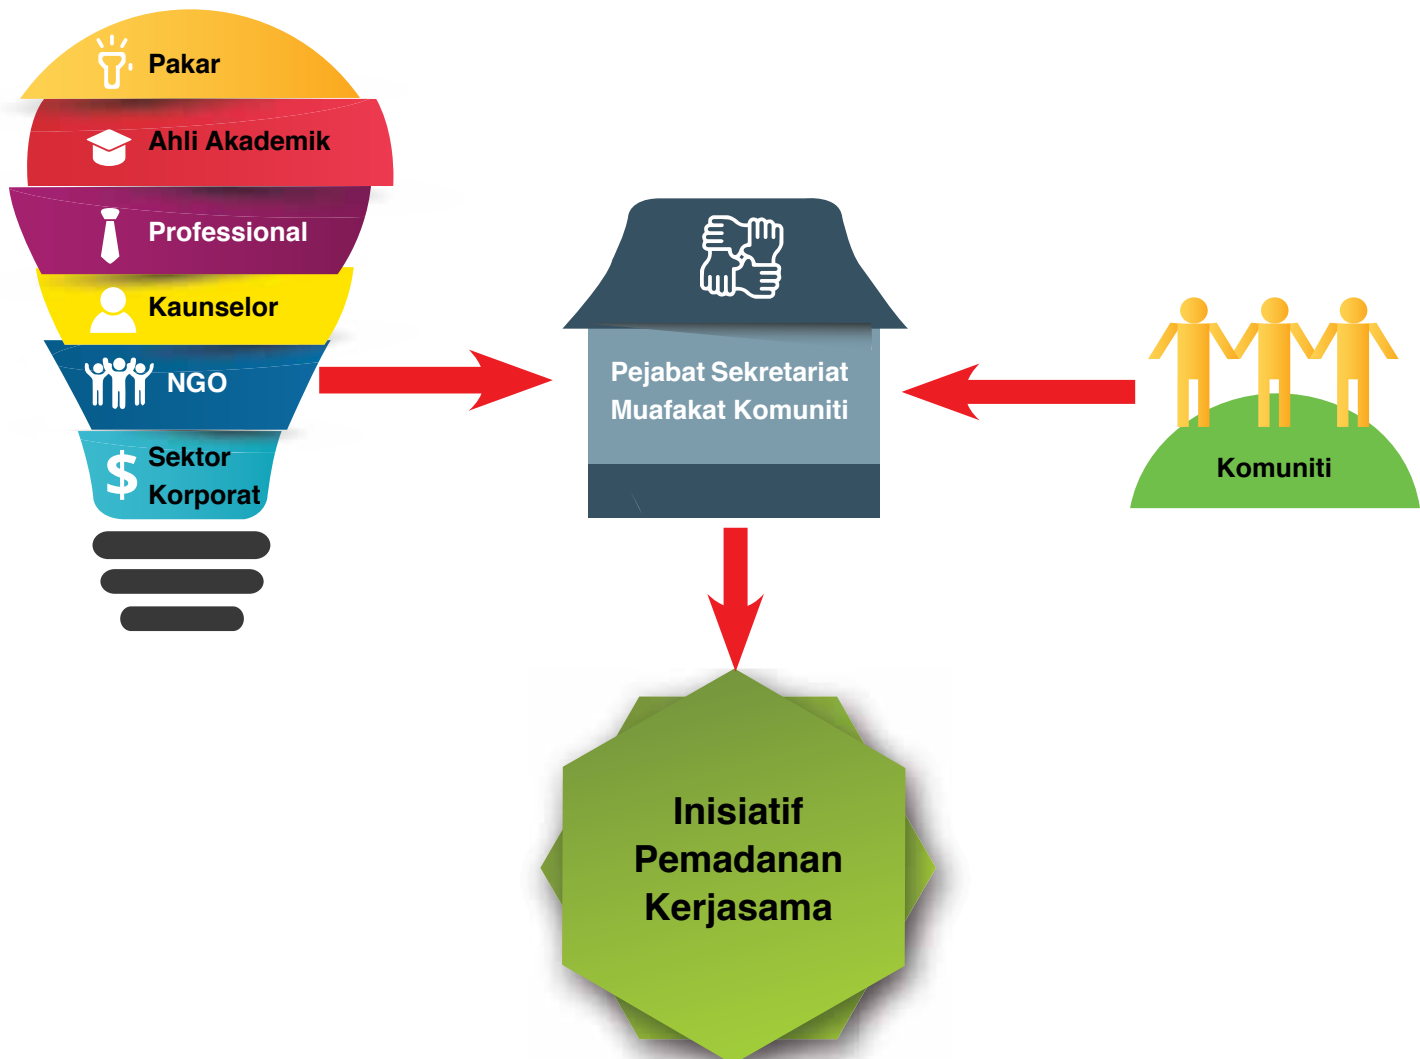 Pakar
Ahli Akademik
Professional
Kaunselor
NGO
$ Sektor
Korporat
Pejabat Sekretariat
Muafakat Komuniti
Komuniti
Inisiatif
Pemadanan
Kerjasama